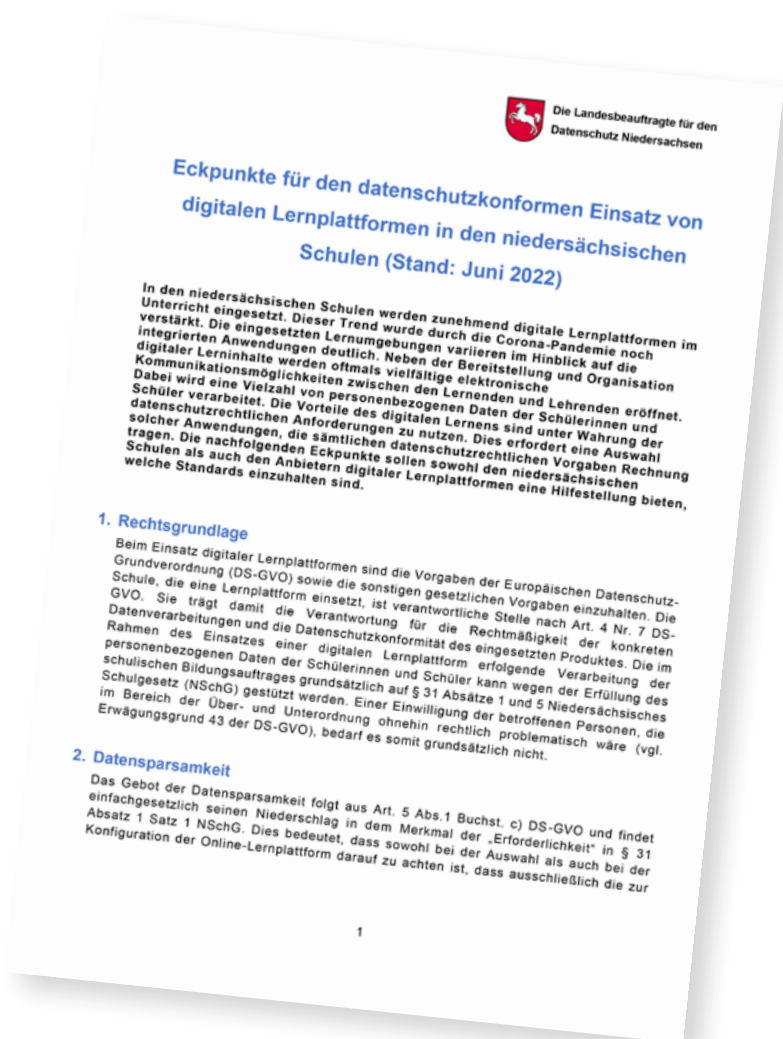 Die Landesbeauftragte für den
Datenschutz Niedersachsen
Eckpunkte für den datenschutzkonformen Einsatz von
digitalen Lernplattformen in den niedersächsischen
Schulen (Stand: Juni 2022)
In den niedersächsischen Schulen werden zunehmend digitale Lernplattformen im
Unterricht eingesetzt. Dieser Trend wurde durch die Corona-Pandemie noch
verstärkt. Die eingesetzten Lernumgebungen variieren im Hinblick auf die
integrierten Anwendungen deutlich. Neben der Bereitstellung und Organisation
digitaler Lerninhalte werden oftmals vielfältige elektronische
Kommunikationsmöglichkeiten zwischen den Lernenden und Lehrenden eröffnet.
Dabei wird eine Vielzahl von personenbezogenen Daten der Schülerinnen und
Schüler verarbeitet. Die Vorteile des digitalen Lernens sind unter Wahrung der
datenschutzrechtlichen Anforderungen zu nutzen. Dies erfordert eine Auswahl
solcher Anwendungen, die sämtlichen datenschutzrechtlichen Vorgaben Rechnung
tragen. Die nachfolgenden Eckpunkte sollen sowohl den niedersächsischen
Schulen als auch den Anbietern digitaler Lernplattformen eine Hilfestellung bieten,
welche Standards einzuhalten sind.
1. Rechtsgrundlage
Beim Einsatz digitaler Lernplattformen sind die Vorgaben der Europäischen Datenschutz-
Grundverordnung (DS-GVO) sowie die sonstigen gesetzlichen Vorgaben einzuhalten. Die
Schule, die eine Lernplattform einsetzt, ist verantwortliche Stelle nach Art. 4 Nr. 7 DS-
GVO. Sie trägt damit die Verantwortung für die Rechtmäßigkeit der konkreten
Datenverarbeitungen und die Datenschutzkonformität des eingesetzten Produktes. Die im
Rahmen des Einsatzes einer digitalen Lernplattform erfolgende Verarbeitung der
personenbezogenen Daten der Schülerinnen und Schüler kann wegen der Erfüllung des
schulischen Bildungsauftrages grundsätzlich auf § 31 Absätze 1 und 5 Niedersächsisches
Schulgesetz (NSchG) gestützt werden. Einer Einwilligung der betroffenen Personen, die
im Bereich der Über- und Unterordnung ohnehin rechtlich problematisch wäre (vgl.
Erwägungsgrund 43 der DS-GVO), bedarf es somit grundsätzlich nicht.
2. Datensparsamkeit
Das Gebot der Datensparsamkeit folgt aus Art. 5 Abs.1 Buchst. c) DS-GVO und findet
einfachgesetzlich seinen Niederschlag in dem Merkmal der „Erforderlichkeit" in § 31
Absatz 1 Satz 1 NSchG. Dies bedeutet, dass sowohl bei der Auswahl als auch bei der
Konfiguration der Online-Lernplattform darauf zu achten ist, dass ausschließlich die zur
1